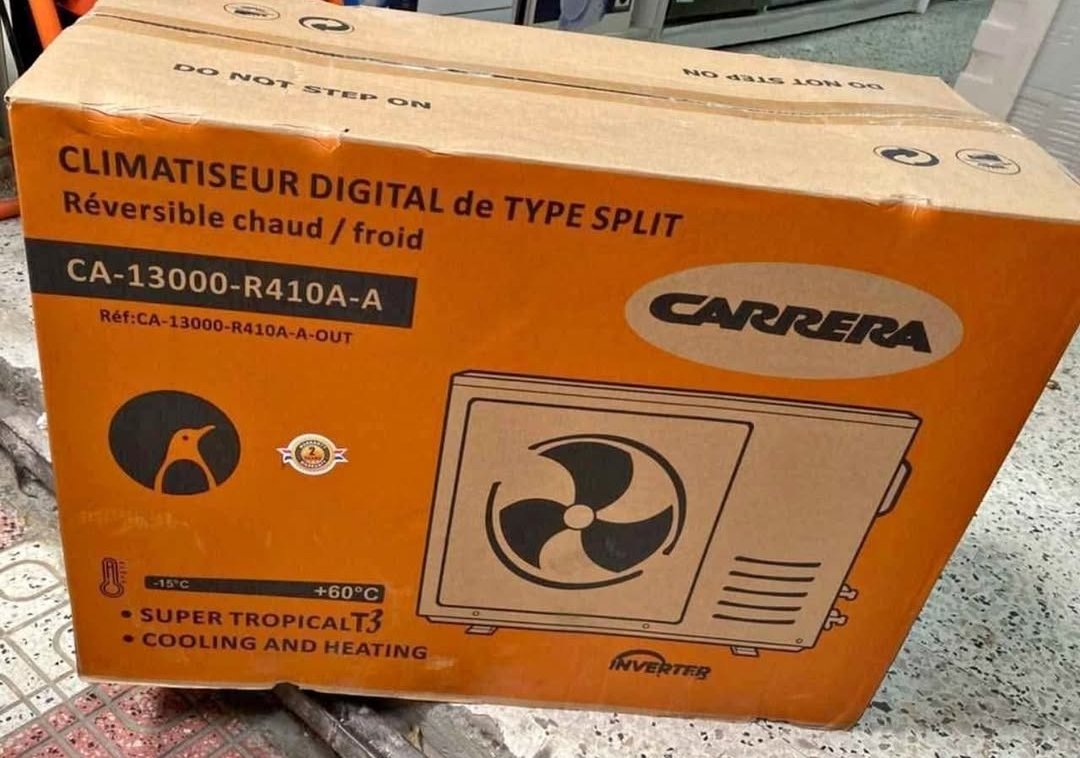 DO NOT STEP ON
DO NOT STEP ON
CLIMATISEUR DIGITAL de TYPE SPLIT
Réversible chaud / froid
CA-13000-R410A-A
Réf:CA-13000-R410A-A-OUT
CARRERA
2
-15°C
+60°C
• SUPER TROPICAL T3
• COOLING AND HEATING
INVERTER